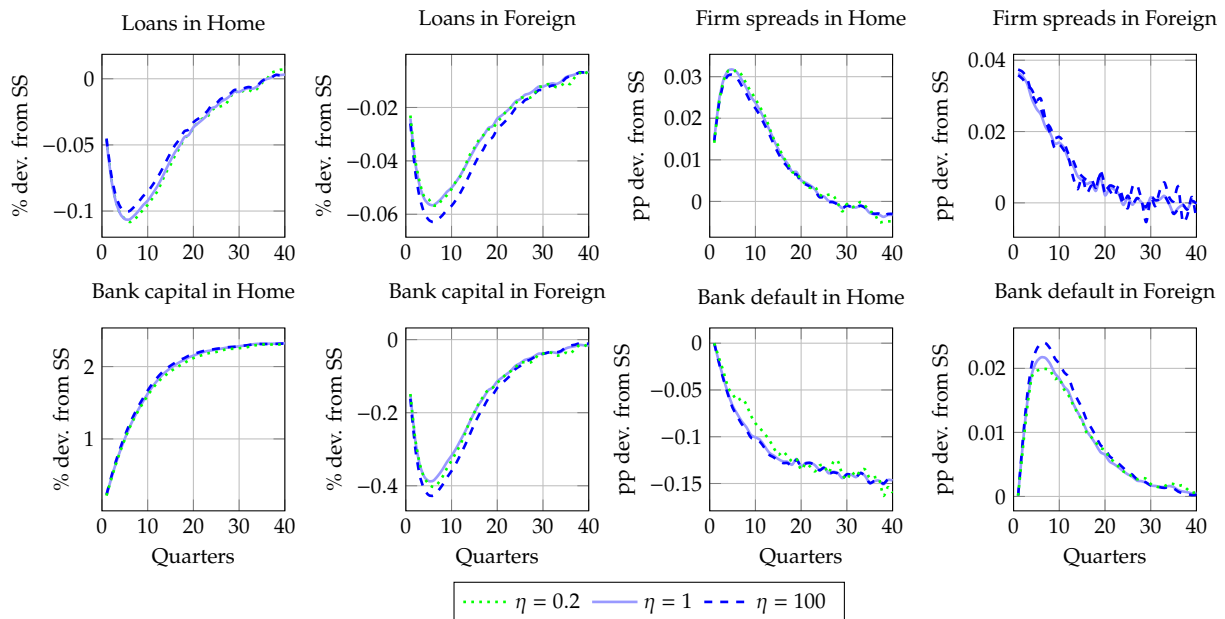 Loans in Home
Loans in Foreign
Firm spreads in Home
Firm spreads in Foreign
% dev. from SS
0
−0.05
−0.1
0 10 20 30 40
% dev. from SS
−0.02
−0.04
−0.06
0 10 20 30 40
pp dev. from SS
0.03
0.02
0.01
0
0 10 20 30 40
pp dev. from SS
0.04
0.02
0
0 10 20 30 40
Bank capital in Home
Bank capital in Foreign
Bank default in Home
Bank default in Foreign
% dev. from SS
2
1
0 10 20 30 40
Quarters
% dev. from SS
0
−0.2
−0.4
0 10 20 30 40
Quarters
pp dev. from SS
0
−0.05
−0.1
−0.15
0 10 20 30 40
Quarters
pp dev. from SS
0.02
0.01
0
0 10 20 30 40
Quarters
η = 0.2 η = 1 η = 100